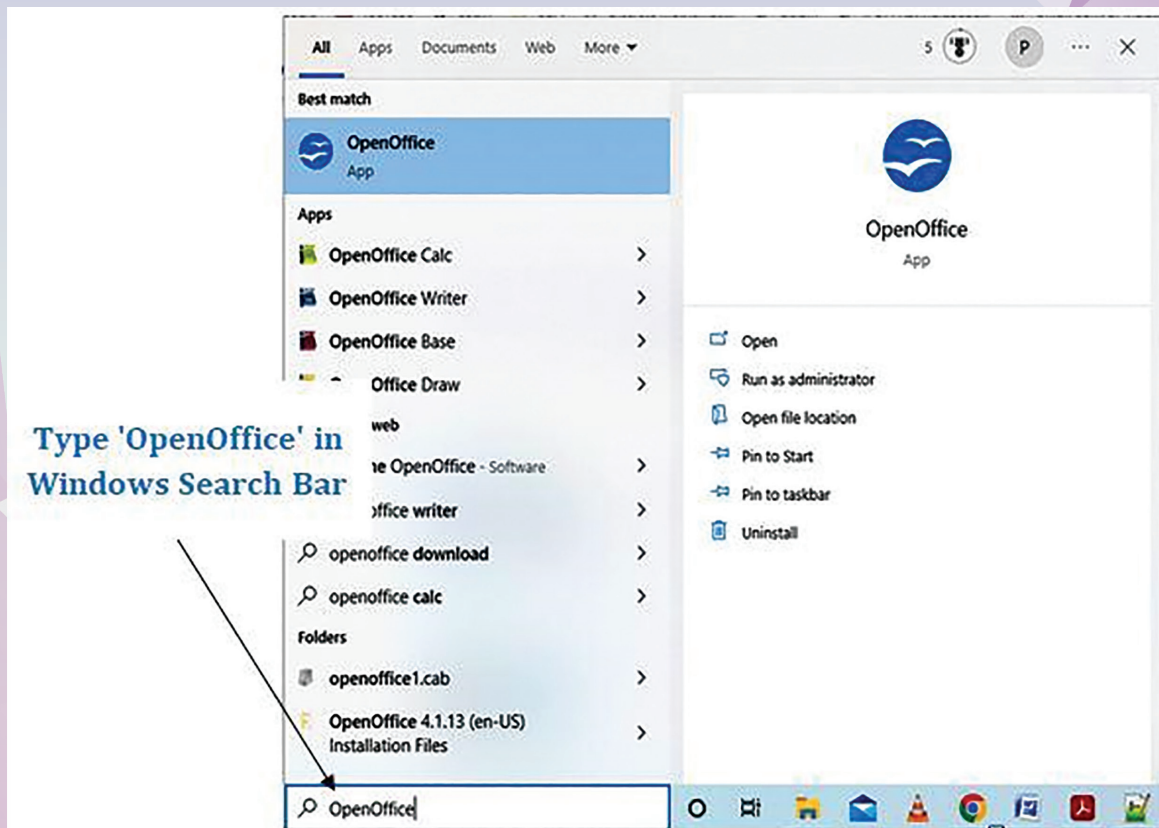 All Apps Documents Web More
5 P ...
Best match
OpenOffice
App
Apps
OpenOffice Calc
OpenOffice Writer
OpenOffice Base
Office Draw
web
OpenOffice - Software
office writer
openoffice download
openoffice calc
Folders
openoffice1.cab
OpenOffice 4.1.13 (en-US)
Installation Files
OpenOffice
OpenOffice
App
Open
Run as administrator
Open file location
Pin to Start
Pin to taskbar
Uninstall
Type 'OpenOffice' in
Windows Search Bar